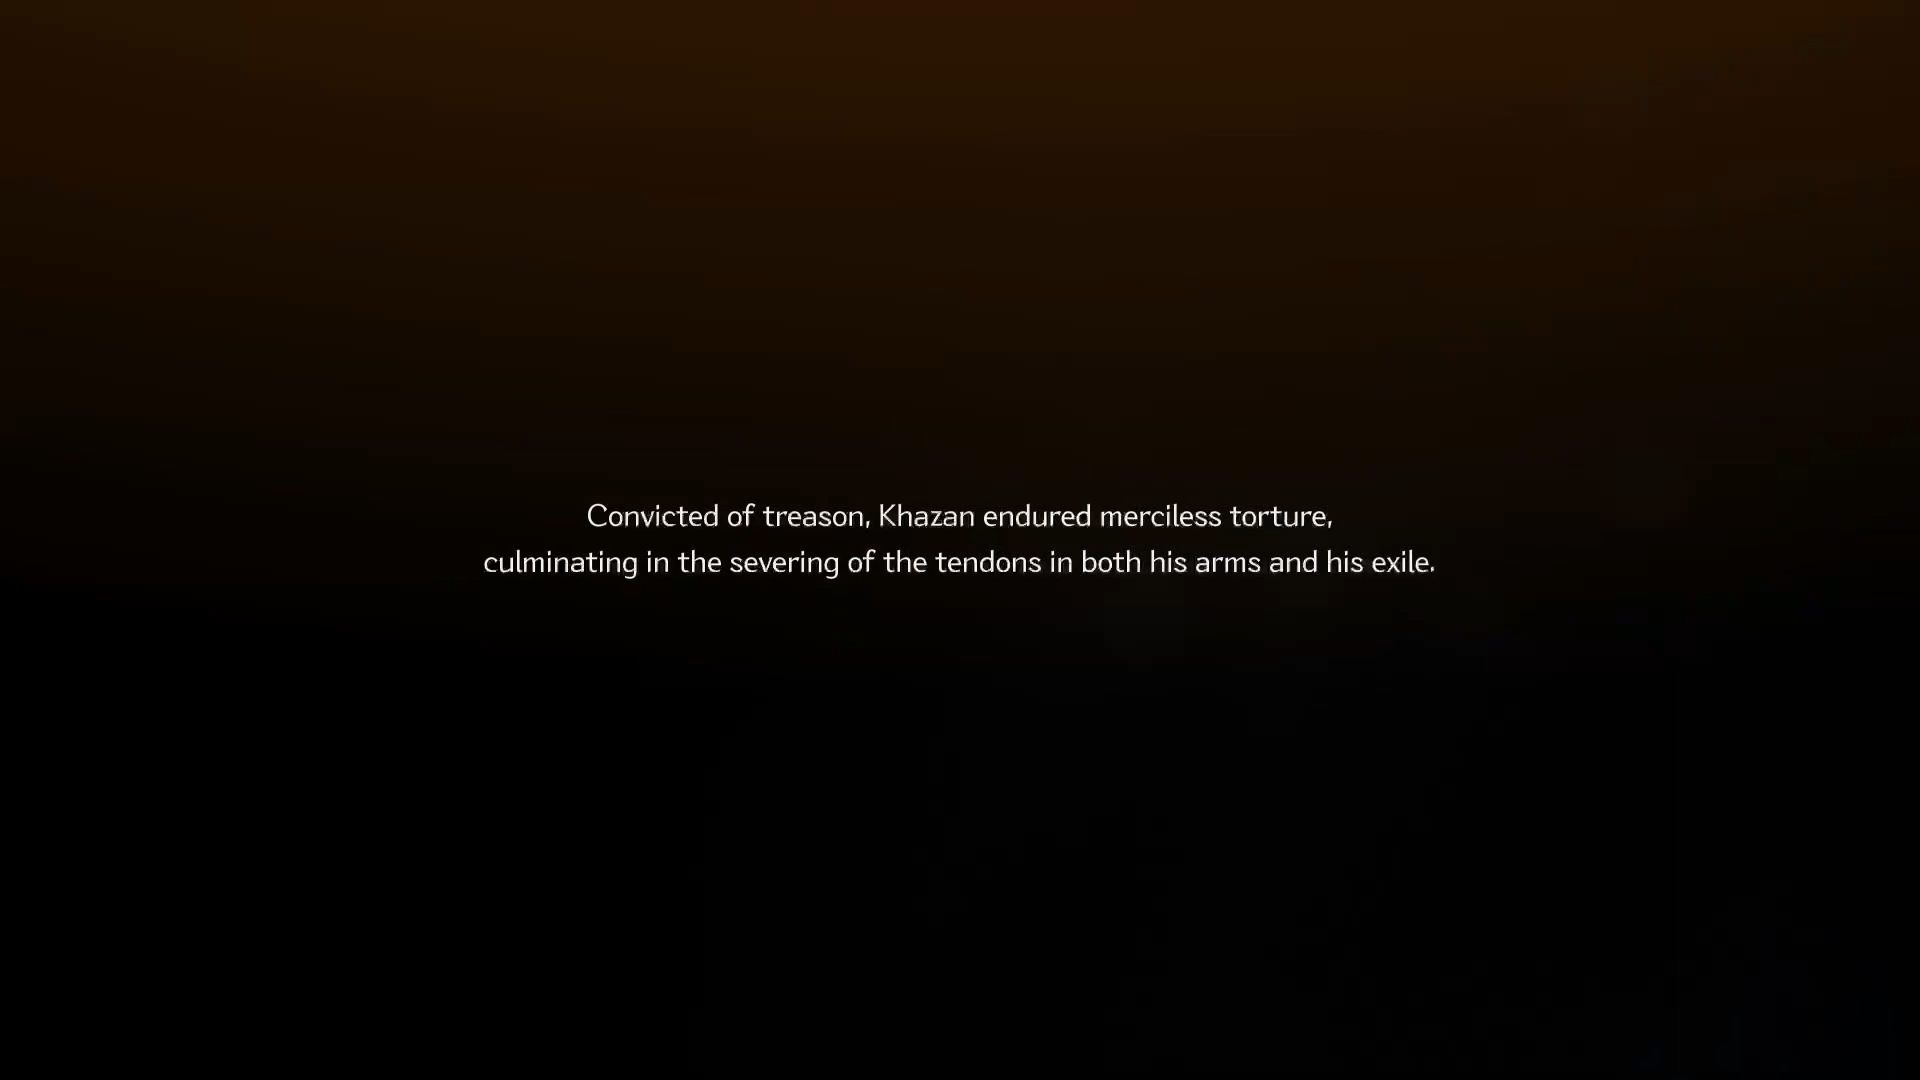 Convicted of treason, Khazan endured merciless torture,
culminating in the severing of the tendons in both his arms and his exile.